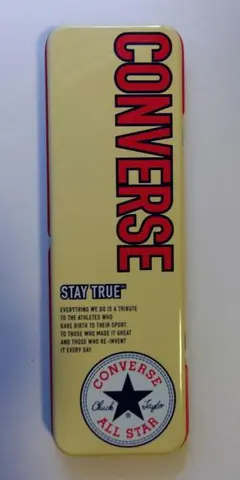 CONVERSE
STAY TRUE™
EVERYTHING WE DO IS A TRIBUTE
TO THE ATHLETES WHO
GAVE BIRTH TO THEIR SPORT,
TO THOSE WHO MADE IT GREAT
AND THOSE WHO RE-INVENT
IT EVERY DAY
CONVERSE
Chuck Taylor
®
ALL STAR